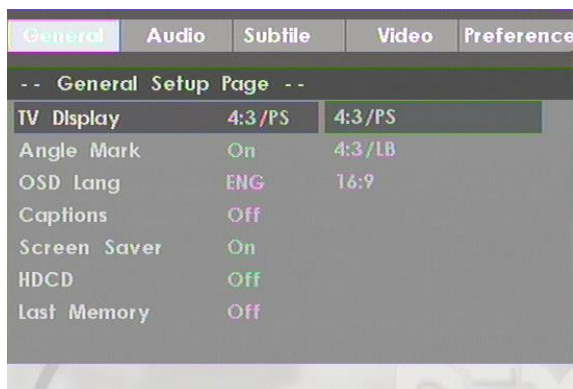 General Audio Subtile Video Preference
-- General Setup Page --
TV Display 4:3/PS 4:3/PS
Angle Mark On 4:3/LB
OSD Lang ENG 16:9
Captions Off
Screen Saver On
HDCD Off
Last Memory Off